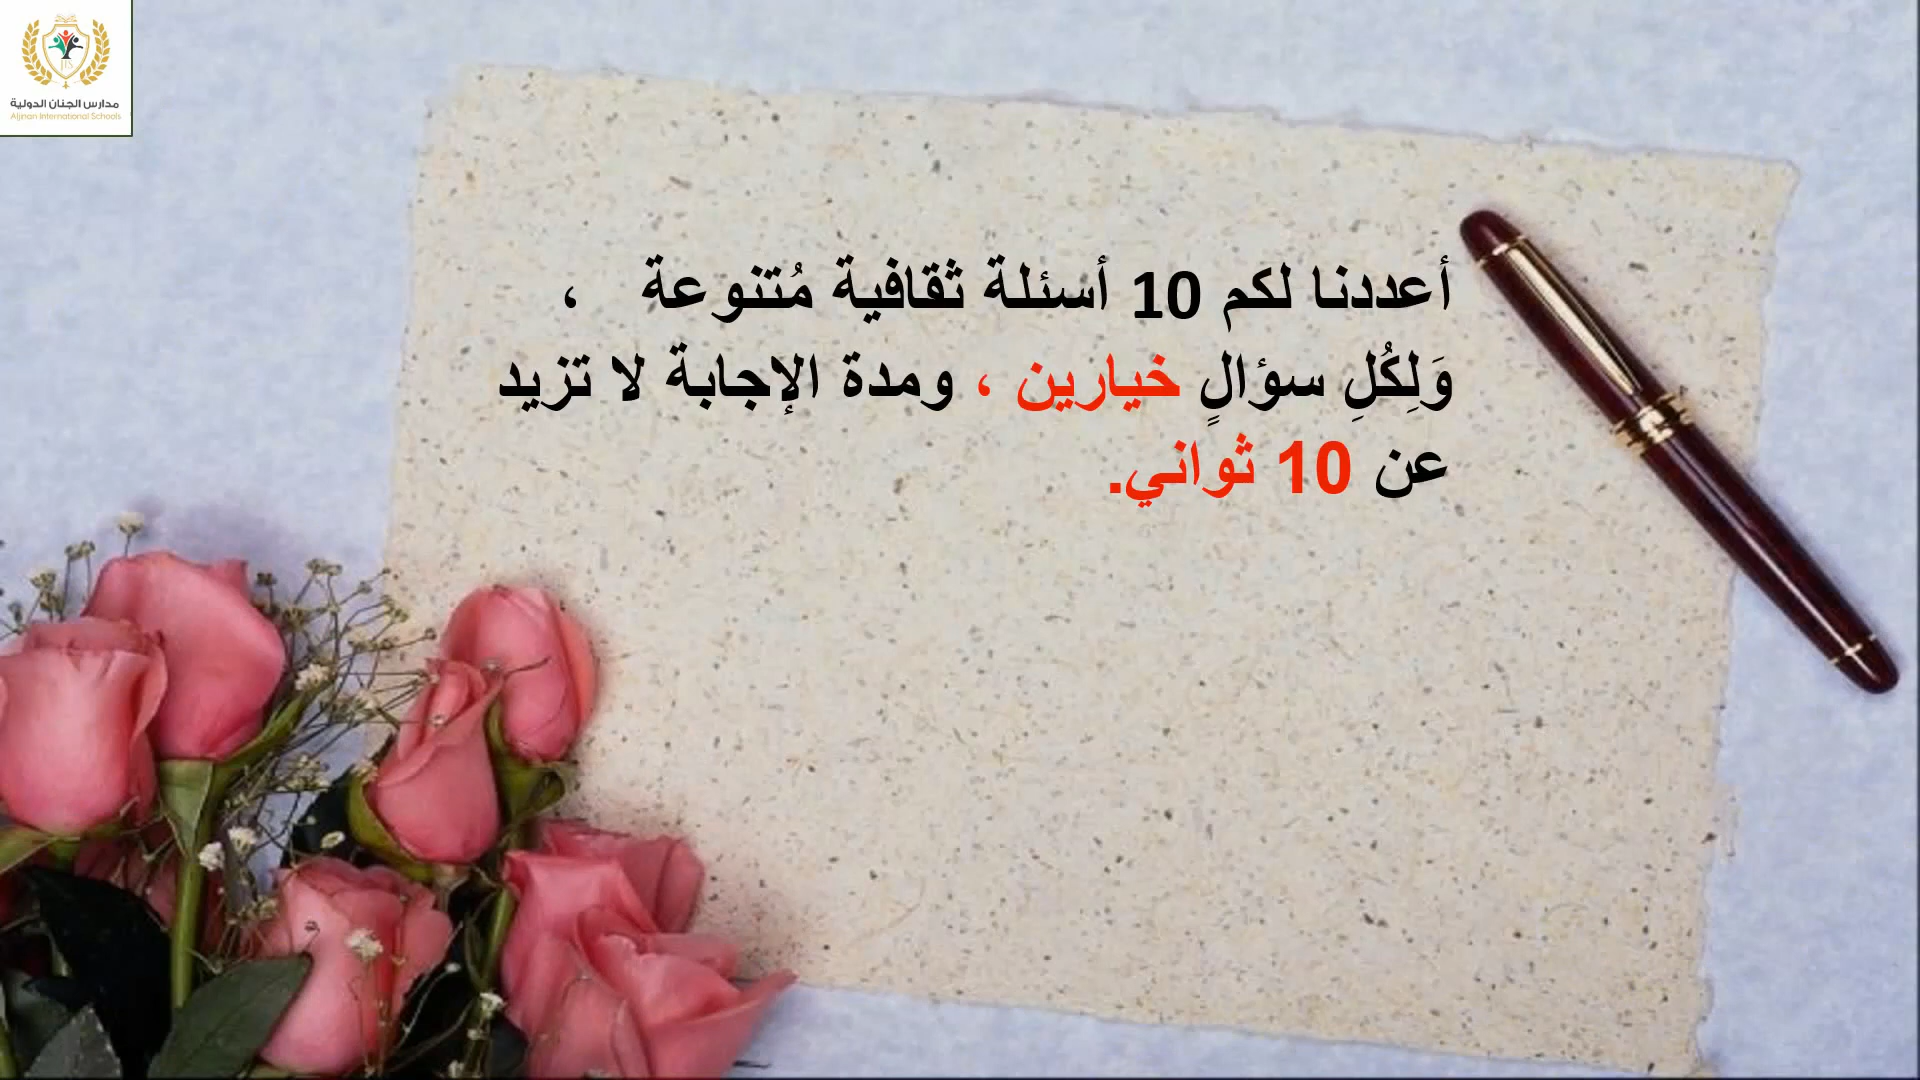 مدارس الجنان الدولية
Aljnan International Schools
أعددنا لكم 10 أسئلة ثقافية مُتنوعة ،
وَلِكُلِ سؤالٍ خيارين ، ومدة الإجابة لا تزيد
عن 10 ثواني.